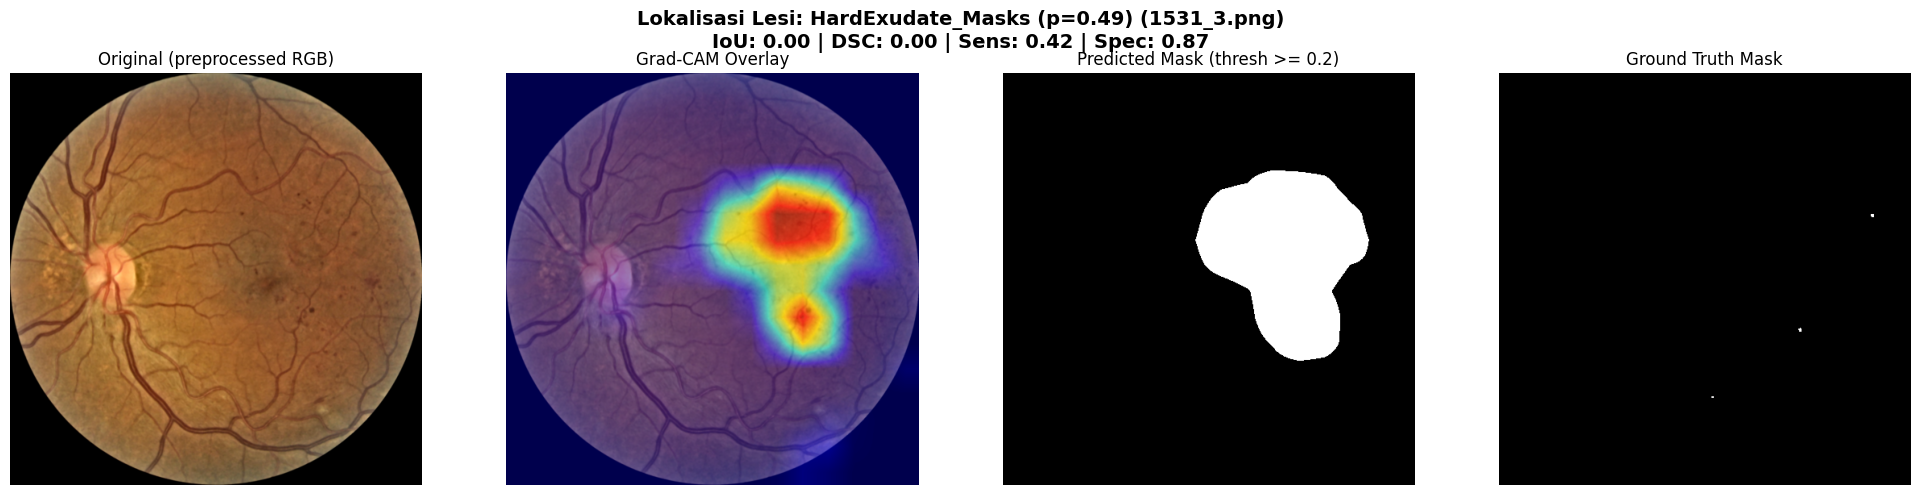 Lokalisasi Lesi: HardExudate_Masks (p=0.49) (1531_3.png)
IoU: 0.00 | DSC: 0.00 | Sens: 0.42 | Spec: 0.87
Original (preprocessed RGB)
Grad-CAM Overlay
Predicted Mask (thresh >= 0.2)
Ground Truth Mask